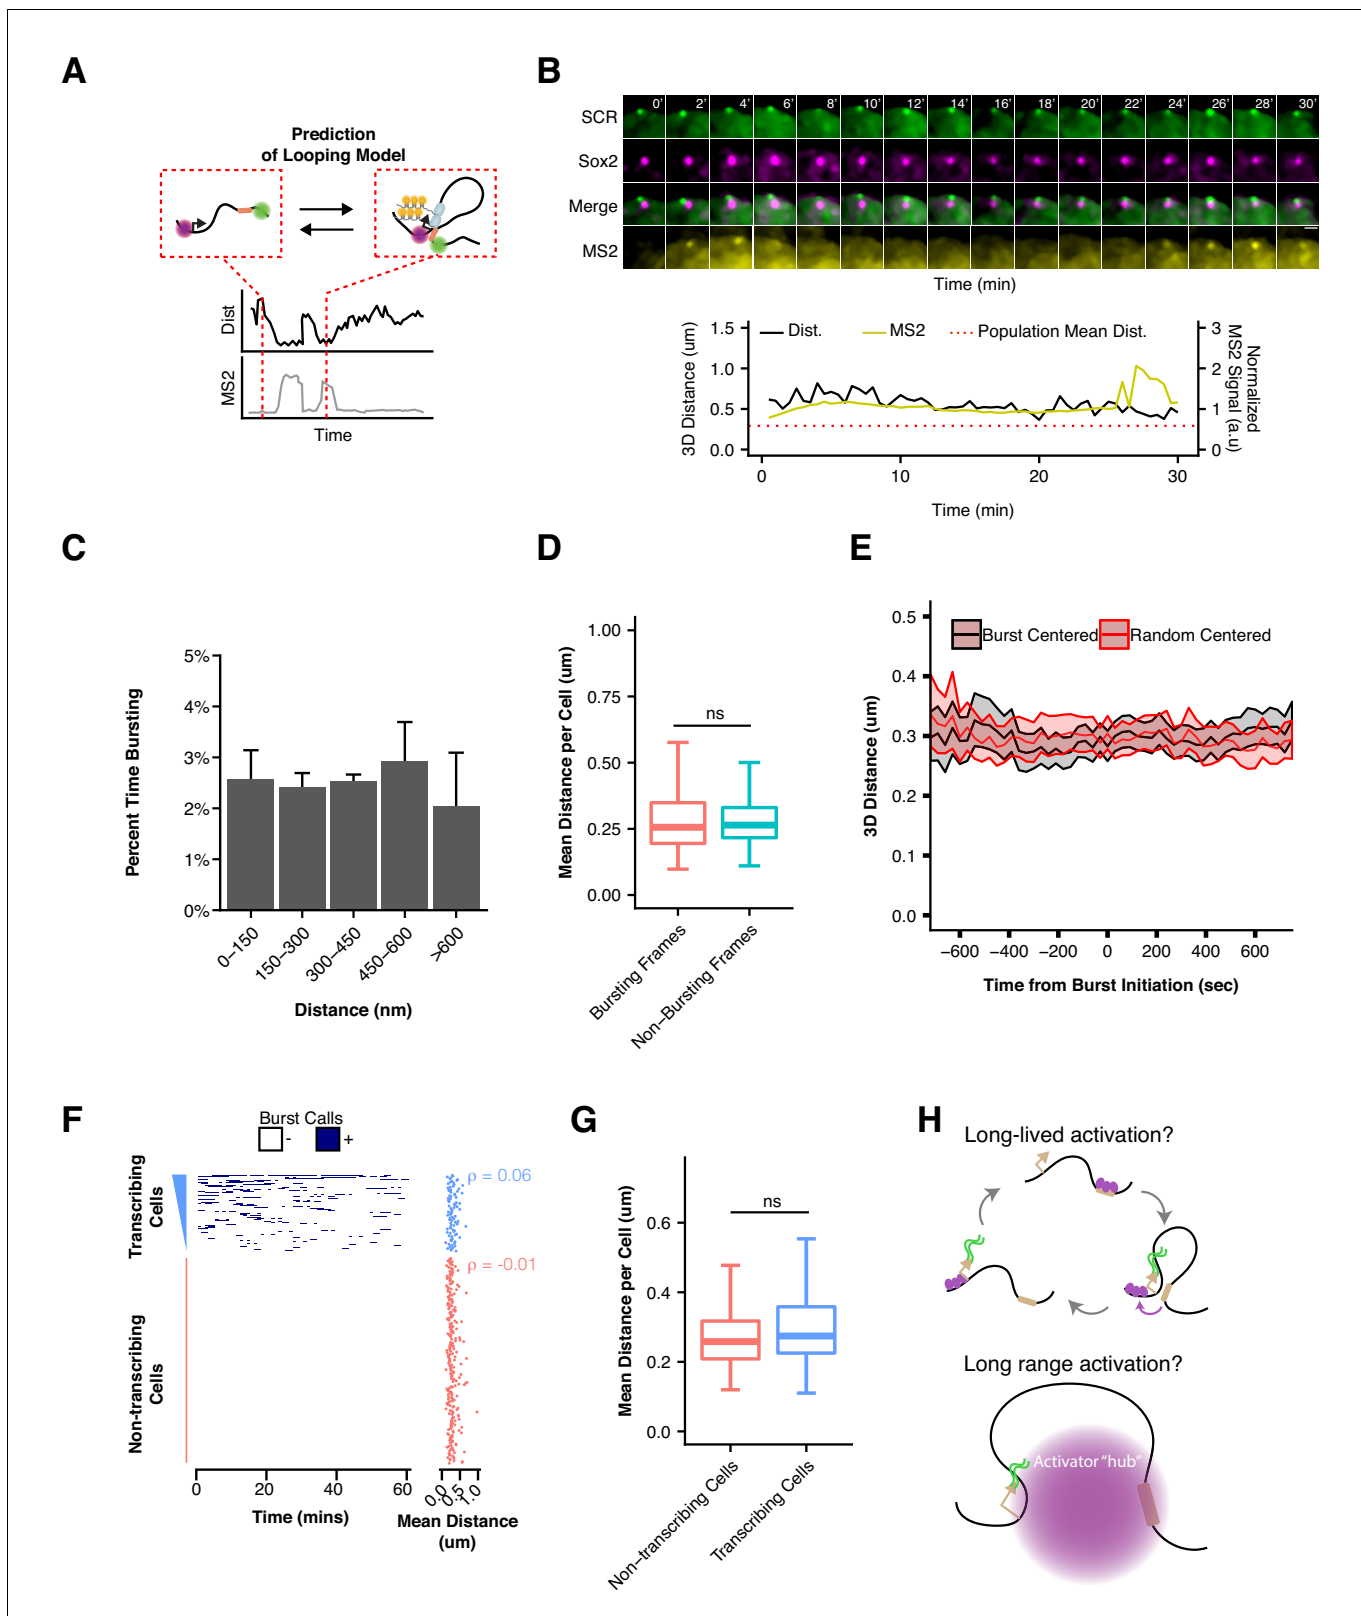 A
Prediction
of Looping Model
Dist
MS2
Time
B
0' 2' 4' 6' 8' 10' 12' 14' 16' 18' 20' 22' 24' 26' 28' 30'
SCR
Sox2
Merge
MS2
Time (min)
Dist. MS2 Population Mean Dist.
3D Distance (um)
1.5
1.0
0.5
0.0
3
2
1
0
Normalized
MS2 Signal (a.u)
0 10 20 30
Time (min)
C
Percent Time Bursting
5%
4%
3%
2%
1%
0%
0–150
150–300
300–450
450–600
>600
Distance (nm)
D
Mean Distance per Cell (um)
1.00
0.75
0.50
0.25
0.00
ns
Bursting Frames
Non–Bursting Frames
E
3D Distance (um)
0.5
0.4
0.3
0.2
0.1
0.0
Burst Centered Random Centered
−600 −400 −200 0 200 400 600
Time from Burst Initiation (sec)
F
Burst Calls
- +
Transcribing
Cells
Non-transcribing
Cells
ρ = 0.06
ρ = -0.01
0 20 40 60
Time (mins)
0.0 0.5 1.0
Mean Distance
(um)
G
Mean Distance per Cell (um)
0.6
0.4
0.2
0.0
ns
Non–transcribing Cells
Transcribing Cells
H
Long-lived activation?
Long range activation?
Activator "hub"